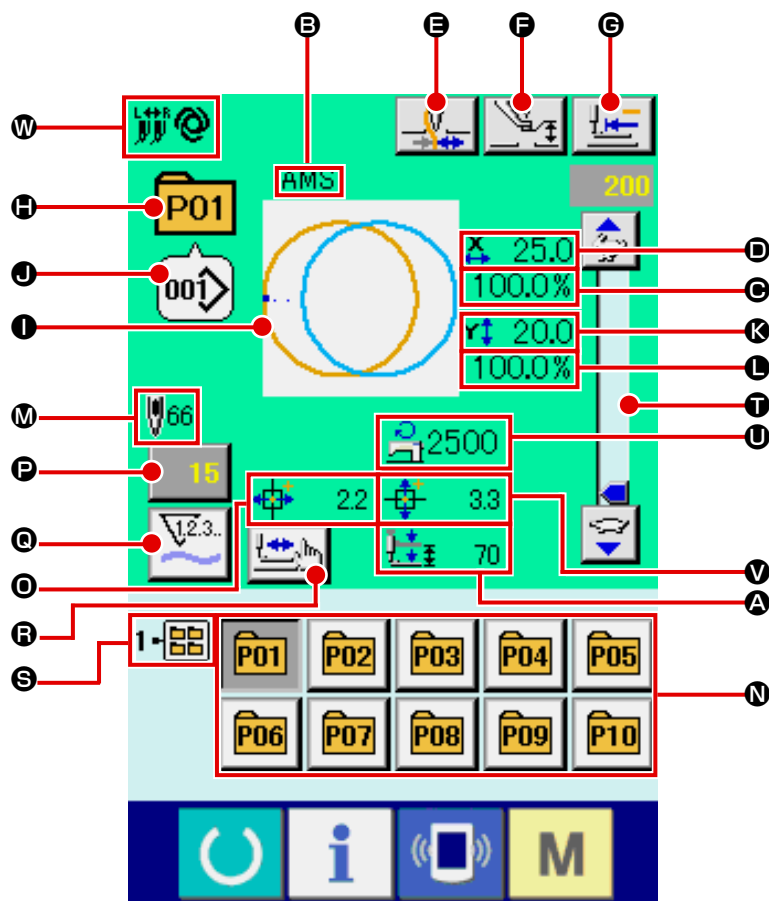 B E F G
W L R
AMS
200
H P01
X 25.0 D
J 001 100.0% C
I Y 20.0 K
100.0% L
M 66 T
2500 U
P 15
2.2 3.3
Q 1.2.3..
O 70 V
A
R
1
S P01 P02 P03 P04 P05
N
P06 P07 P08 P09 P10
i M